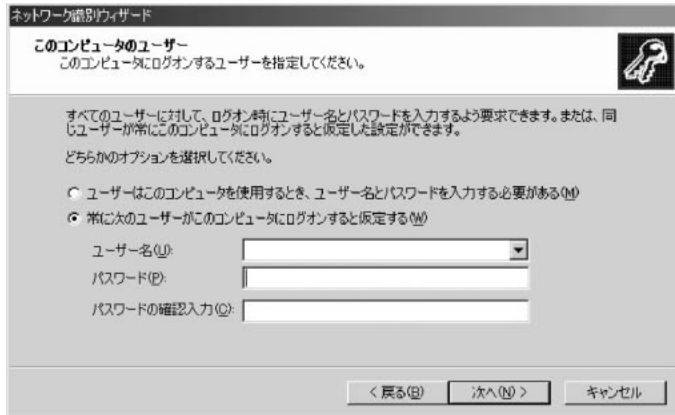 ネットワーク識別ウィザード
このコンピュータのユーザー
このコンピュータにログオンするユーザーを指定してください。
すべてのユーザーに対して、ログオン時にユーザー名とパスワードを入力するよう要求できます。または、同
じユーザーが常にこのコンピュータにログオンすると仮定した設定ができます。
どちらかのオプションを選択してください。
ユーザーはこのコンピュータを使用するとき、ユーザー名とパスワードを入力する必要がある(M)
常に次のユーザーがこのコンピュータにログオンすると仮定する(W)
ユーザー名(U):
パスワード(P):
パスワードの確認入力(C):
< 戻る(B) 次へ(N) > キャンセル